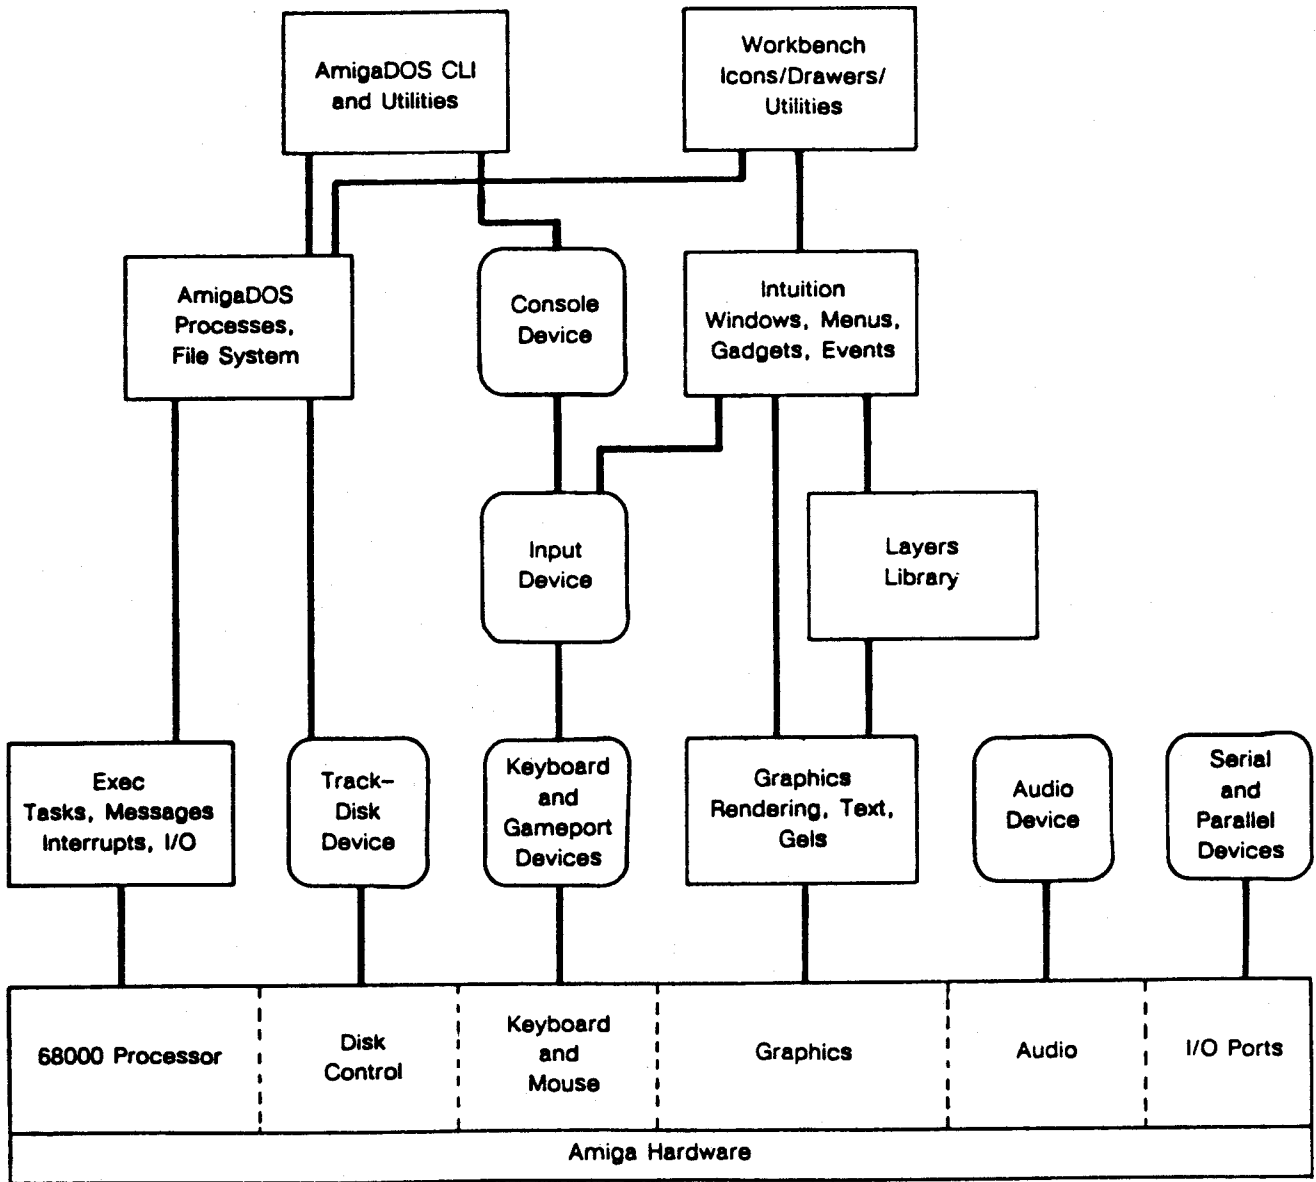 AmigaDOS CLI
and Utilities
Workbench
Icons/Drawers/
Utilities
AmigaDOS
Processes,
File System
Console
Device
Intuition
Windows, Menus,
Gadgets, Events
Input
Device
Layers
Library
Exec
Tasks, Messages
Interrupts, I/O
Track-
Disk
Device
Keyboard
and
Gameport
Devices
Graphics
Rendering, Text,
Gels
Audio
Device
Serial
and
Parallel
Devices
68000 Processor
Disk
Control
Keyboard
and
Mouse
Graphics
Audio
I/O Ports
Amiga Hardware